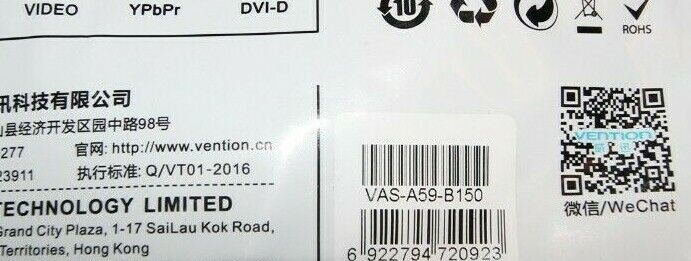 VIDEO YPbPr DVI-D
10
ROHS
讯科技有限公司
山县经济开发区园中路98号
0277 官网: http://www.vention.cn
23911 执行标准: Q/VT01-2016
TECHNOLOGY LIMITED
Grand City Plaza, 1-17 SaiLau Kok Road,
Territories, Hong Kong
VAS-A59-B150
6 922794 720923
VENTION
威迅
微信/WeChat